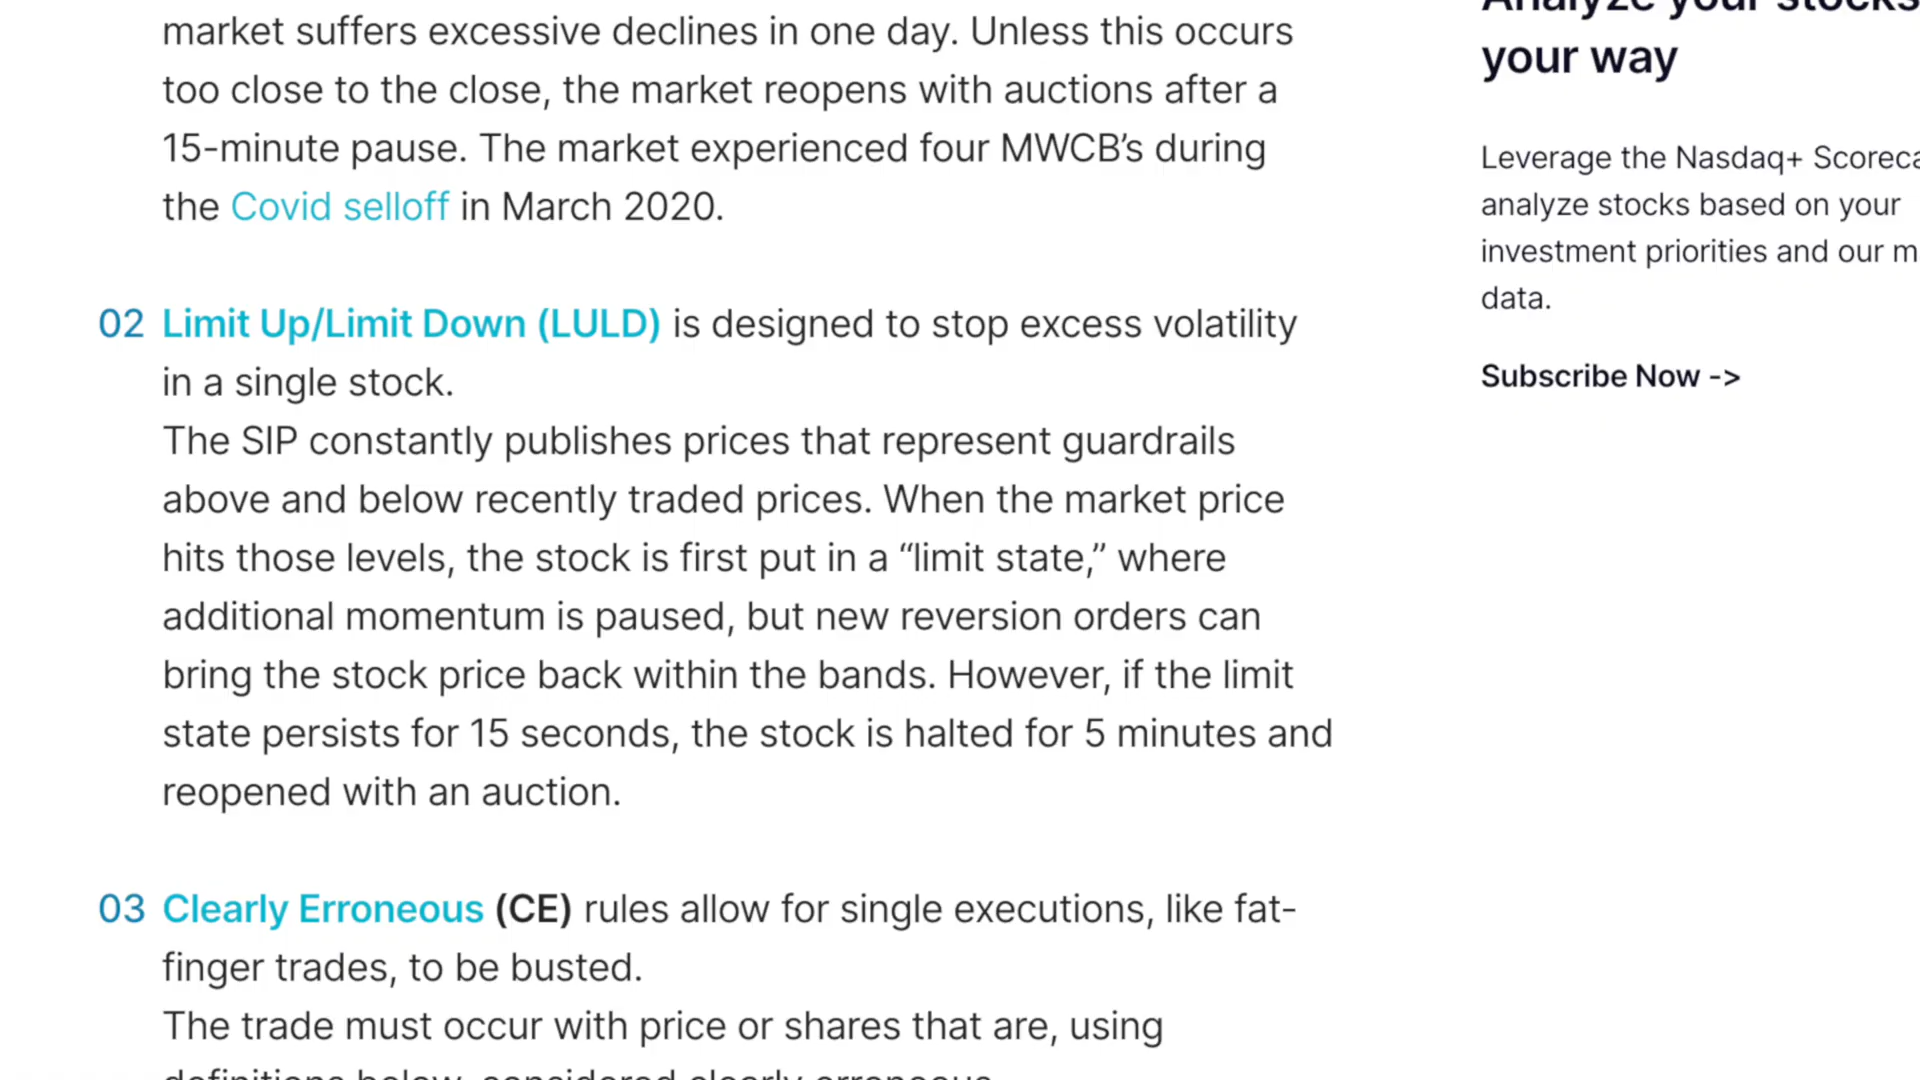 market suffers excessive declines in one day. Unless this occurs
too close to the close, the market reopens with auctions after a
15-minute pause. The market experienced four MWCB’s during
the Covid selloff in March 2020.
02 Limit Up/Limit Down (LULD) is designed to stop excess volatility
in a single stock.
The SIP constantly publishes prices that represent guardrails
above and below recently traded prices. When the market price
hits those levels, the stock is first put in a “limit state,” where
additional momentum is paused, but new reversion orders can
bring the stock price back within the bands. However, if the limit
state persists for 15 seconds, the stock is halted for 5 minutes and
reopened with an auction.
03 Clearly Erroneous (CE) rules allow for single executions, like fat-
finger trades, to be busted.
The trade must occur with price or shares that are, using
definitions below, considered clearly erroneous
Analyze your stocks
your way
Leverage the Nasdaq+
analyze stocks based on your
investment priorities and our
data.
Subscribe Now ->